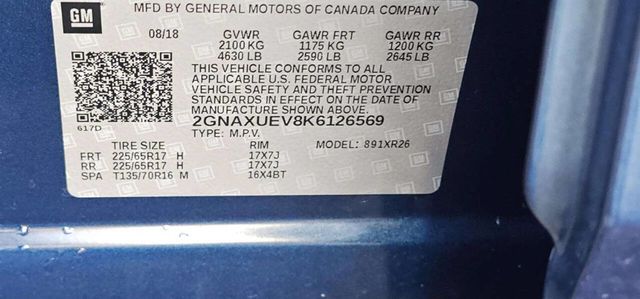 GM
MFD BY GENERAL MOTORS OF CANADA COMPANY
08/18 GVWR GAWR FRT GAWR RR
2100 KG 1175 KG 1200 KG
4630 LB 2590 LB 2645 LB
THIS VEHICLE CONFORMS TO ALL
APPLICABLE U.S. FEDERAL MOTOR
VEHICLE SAFETY AND THEFT PREVENTION
STANDARDS IN EFFECT ON THE DATE OF
MANUFACTURE SHOWN ABOVE.
617D 2GNAXUEV8K6126569
TYPE: M.P.V.
TIRE SIZE RIM MODEL: 891XR26
FRT 225/65R17 H 17X7J
RR 225/65R17 H 17X7J
SPA T135/70R16 M 16X4BT